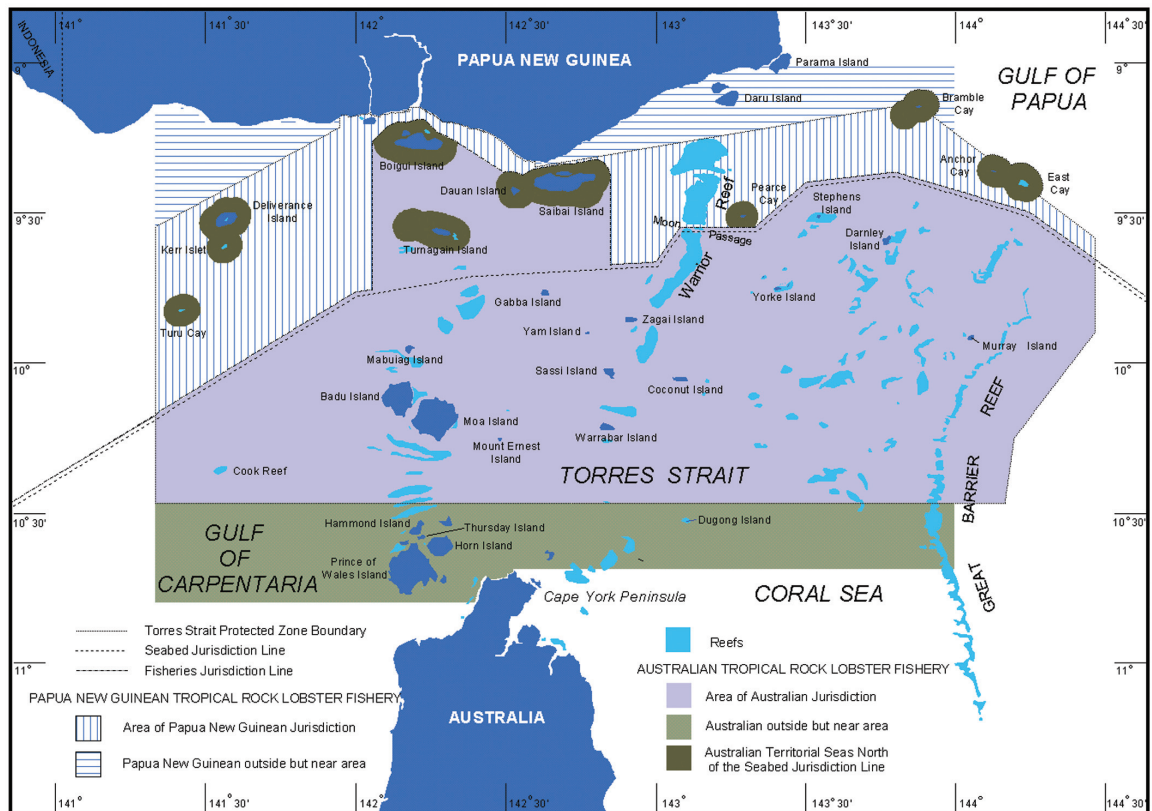 141°
141° 30'
142°
142° 30'
143°
143° 30'
144°
144° 30'
INDONESIA
9°
9°
PAPUA NEW GUINEA
Parama Island
GULF OF
PAPUA
Daru Island
Bramble
Cay
Boigui Island
Anchor
Cay
East
Cay
Dauan Island
Saibai Island
Reef
Pearce
Cay
Stephens
Island
Deliverance
Island
9° 30'
9° 30'
Moon
Passage
Kerr Islet
Turnagain Island
Darnley
Island
Warrior
Gabba Island
Yorke Island
Turu Cay
Yam Island
Zagai Island
Murray Island
10°
10°
Mabuiag Island
Sassi Island
Badu Island
Coconut Island
REEF
Moa Island
Mount Ernest
Island
Warrabar Island
Cook Reef
TORRES STRAIT
BARRIER
10° 30'
10° 30'
Hammond Island
Thursday Island
Dugong Island
GULF
OF
CARPENTARIA
Horn Island
Prince of
Wales Island
Cape York Peninsula
CORAL SEA
GREAT
Torres Strait Protected Zone Boundary
Seabed Jurisdiction Line
Fisheries Jurisdiction Line
11°
11°
PAPUA NEW GUINEAN TROPICAL ROCK LOBSTER FISHERY
Area of Papua New Guinean Jurisdiction
Papua New Guinean outside but near area
AUSTRALIA
Reefs
AUSTRALIAN TROPICAL ROCK LOBSTER FISHERY
Area of Australian Jurisdiction
Australian outside but near area
Australian Territorial Seas North
of the Seabed Jurisdiction Line
141°
141° 30'
142°
142° 30'
143°
143° 30'
144°
144° 30'